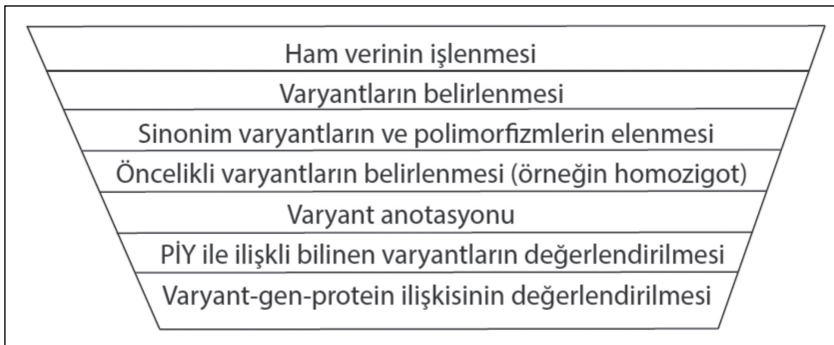 Ham verinin işlenmesi
Varyantların belirlenmesi
Sinonim varyantların ve polimorfizmlerin elenmesi
Öncelikli varyantların belirlenmesi (örneğin homozigot)
Varyant anotasyonu
PİY ile ilişkli bilinen varyantların değerlendirilmesi
Varyant-gen-protein ilişkisinin değerlendirilmesi